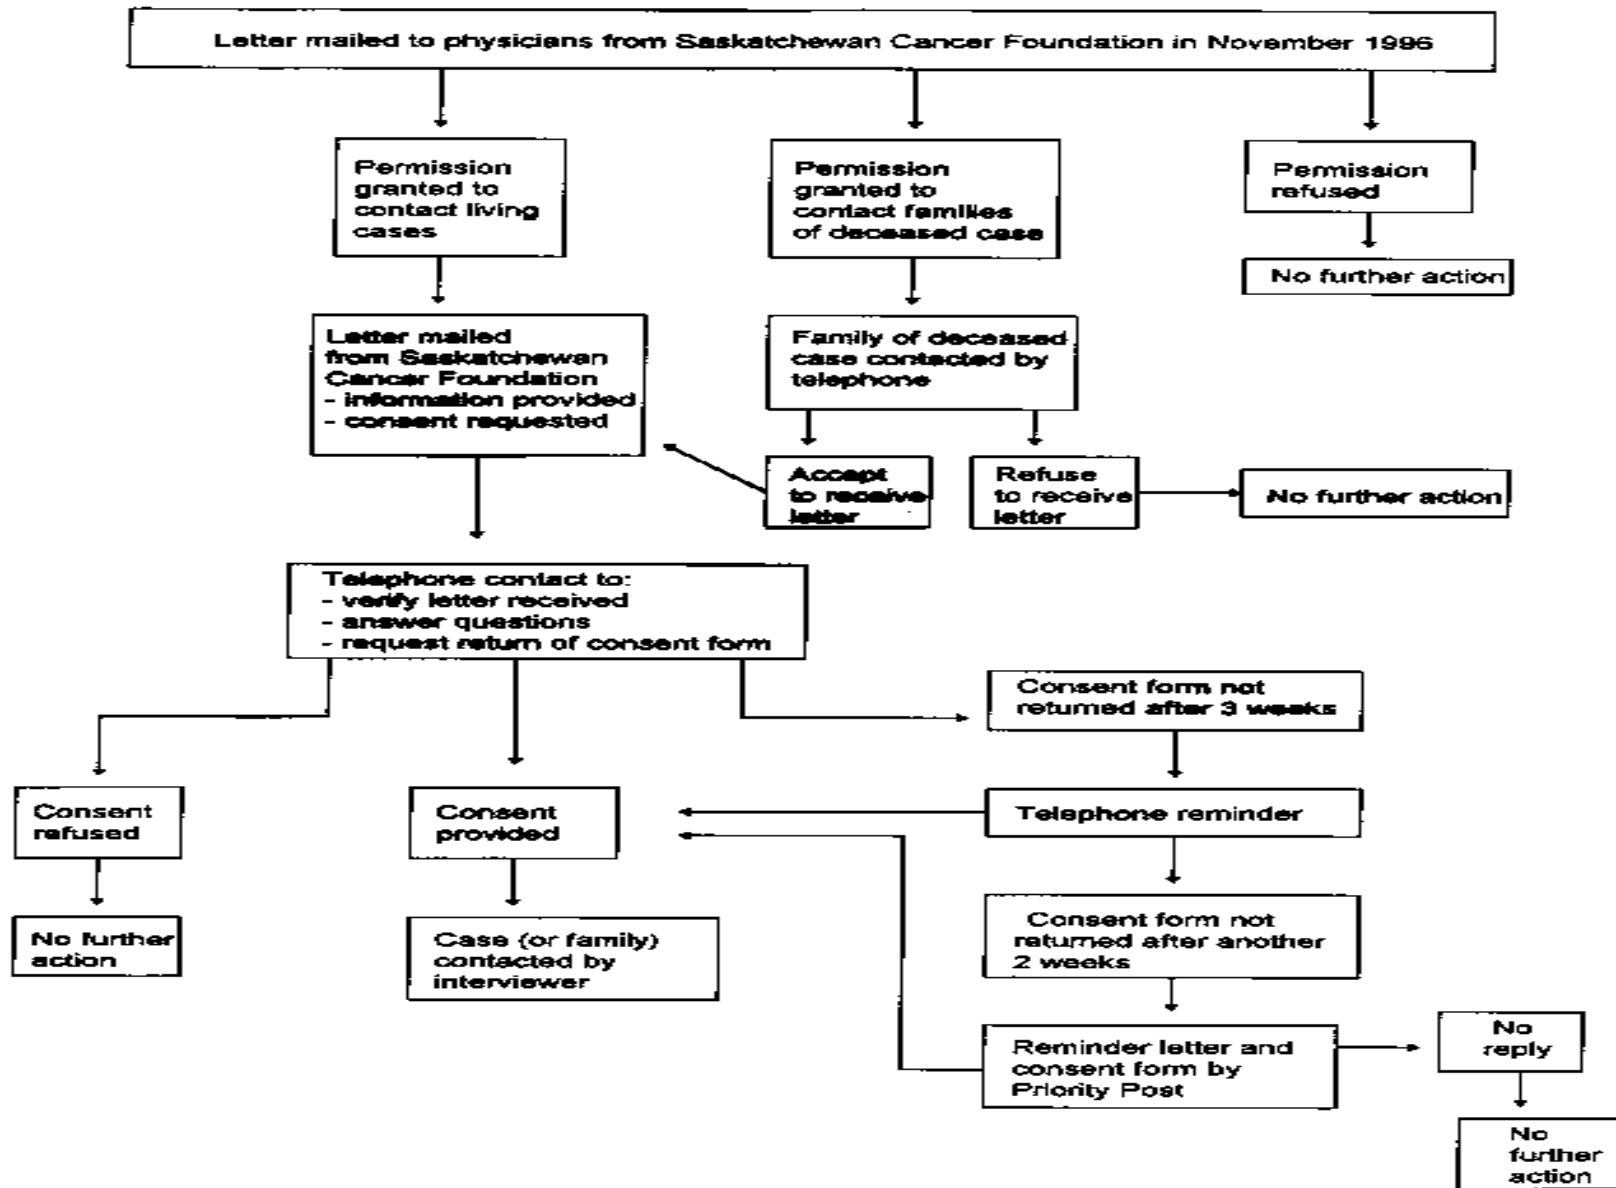 Letter mailed to physicians from Saskatchewan Cancer Foundation in November 1996
Permission
granted to
contact living
cases
Permission
granted to
contact families
of deceased case
Permission
refused
No further action
Letter mailed
from Saskatchewan
Cancer Foundation
- information provided
- consent requested
Family of deceased
case contacted by
telephone
Accept
to receive
letter
Refuse
to receive
letter
No further action
Telephone contact to:
- verify letter received
- answer questions
- request return of consent form
Consent form not
returned after 3 weeks
Consent
refused
Consent
provided
Telephone reminder
No further
action
Case (or family)
contacted by
interviewer
Consent form not
returned after another
2 weeks
Reminder letter and
consent form by
Priority Post
No
reply
No
further
action